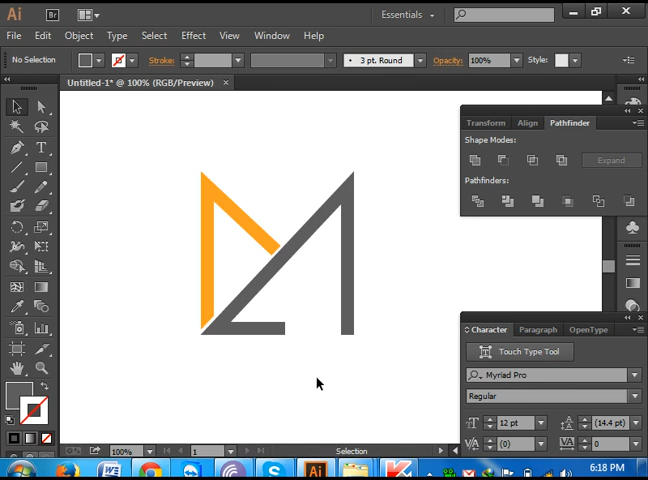 Ai Br Essentials
File Edit Object Type Select Effect View Window Help
No Selection Stroke: 3 pt. Round Opacity: 100% Style:
Untitled-1* @ 100% (RGB/Preview) ×
Transform Align Pathfinder
Shape Modes:
Expand
Pathfinders:
Character Paragraph OpenType
Touch Type Tool
Myriad Pro
Regular
12 pt (14.4 pt)
(0) 0
100% 1 Selection
6:18 PM